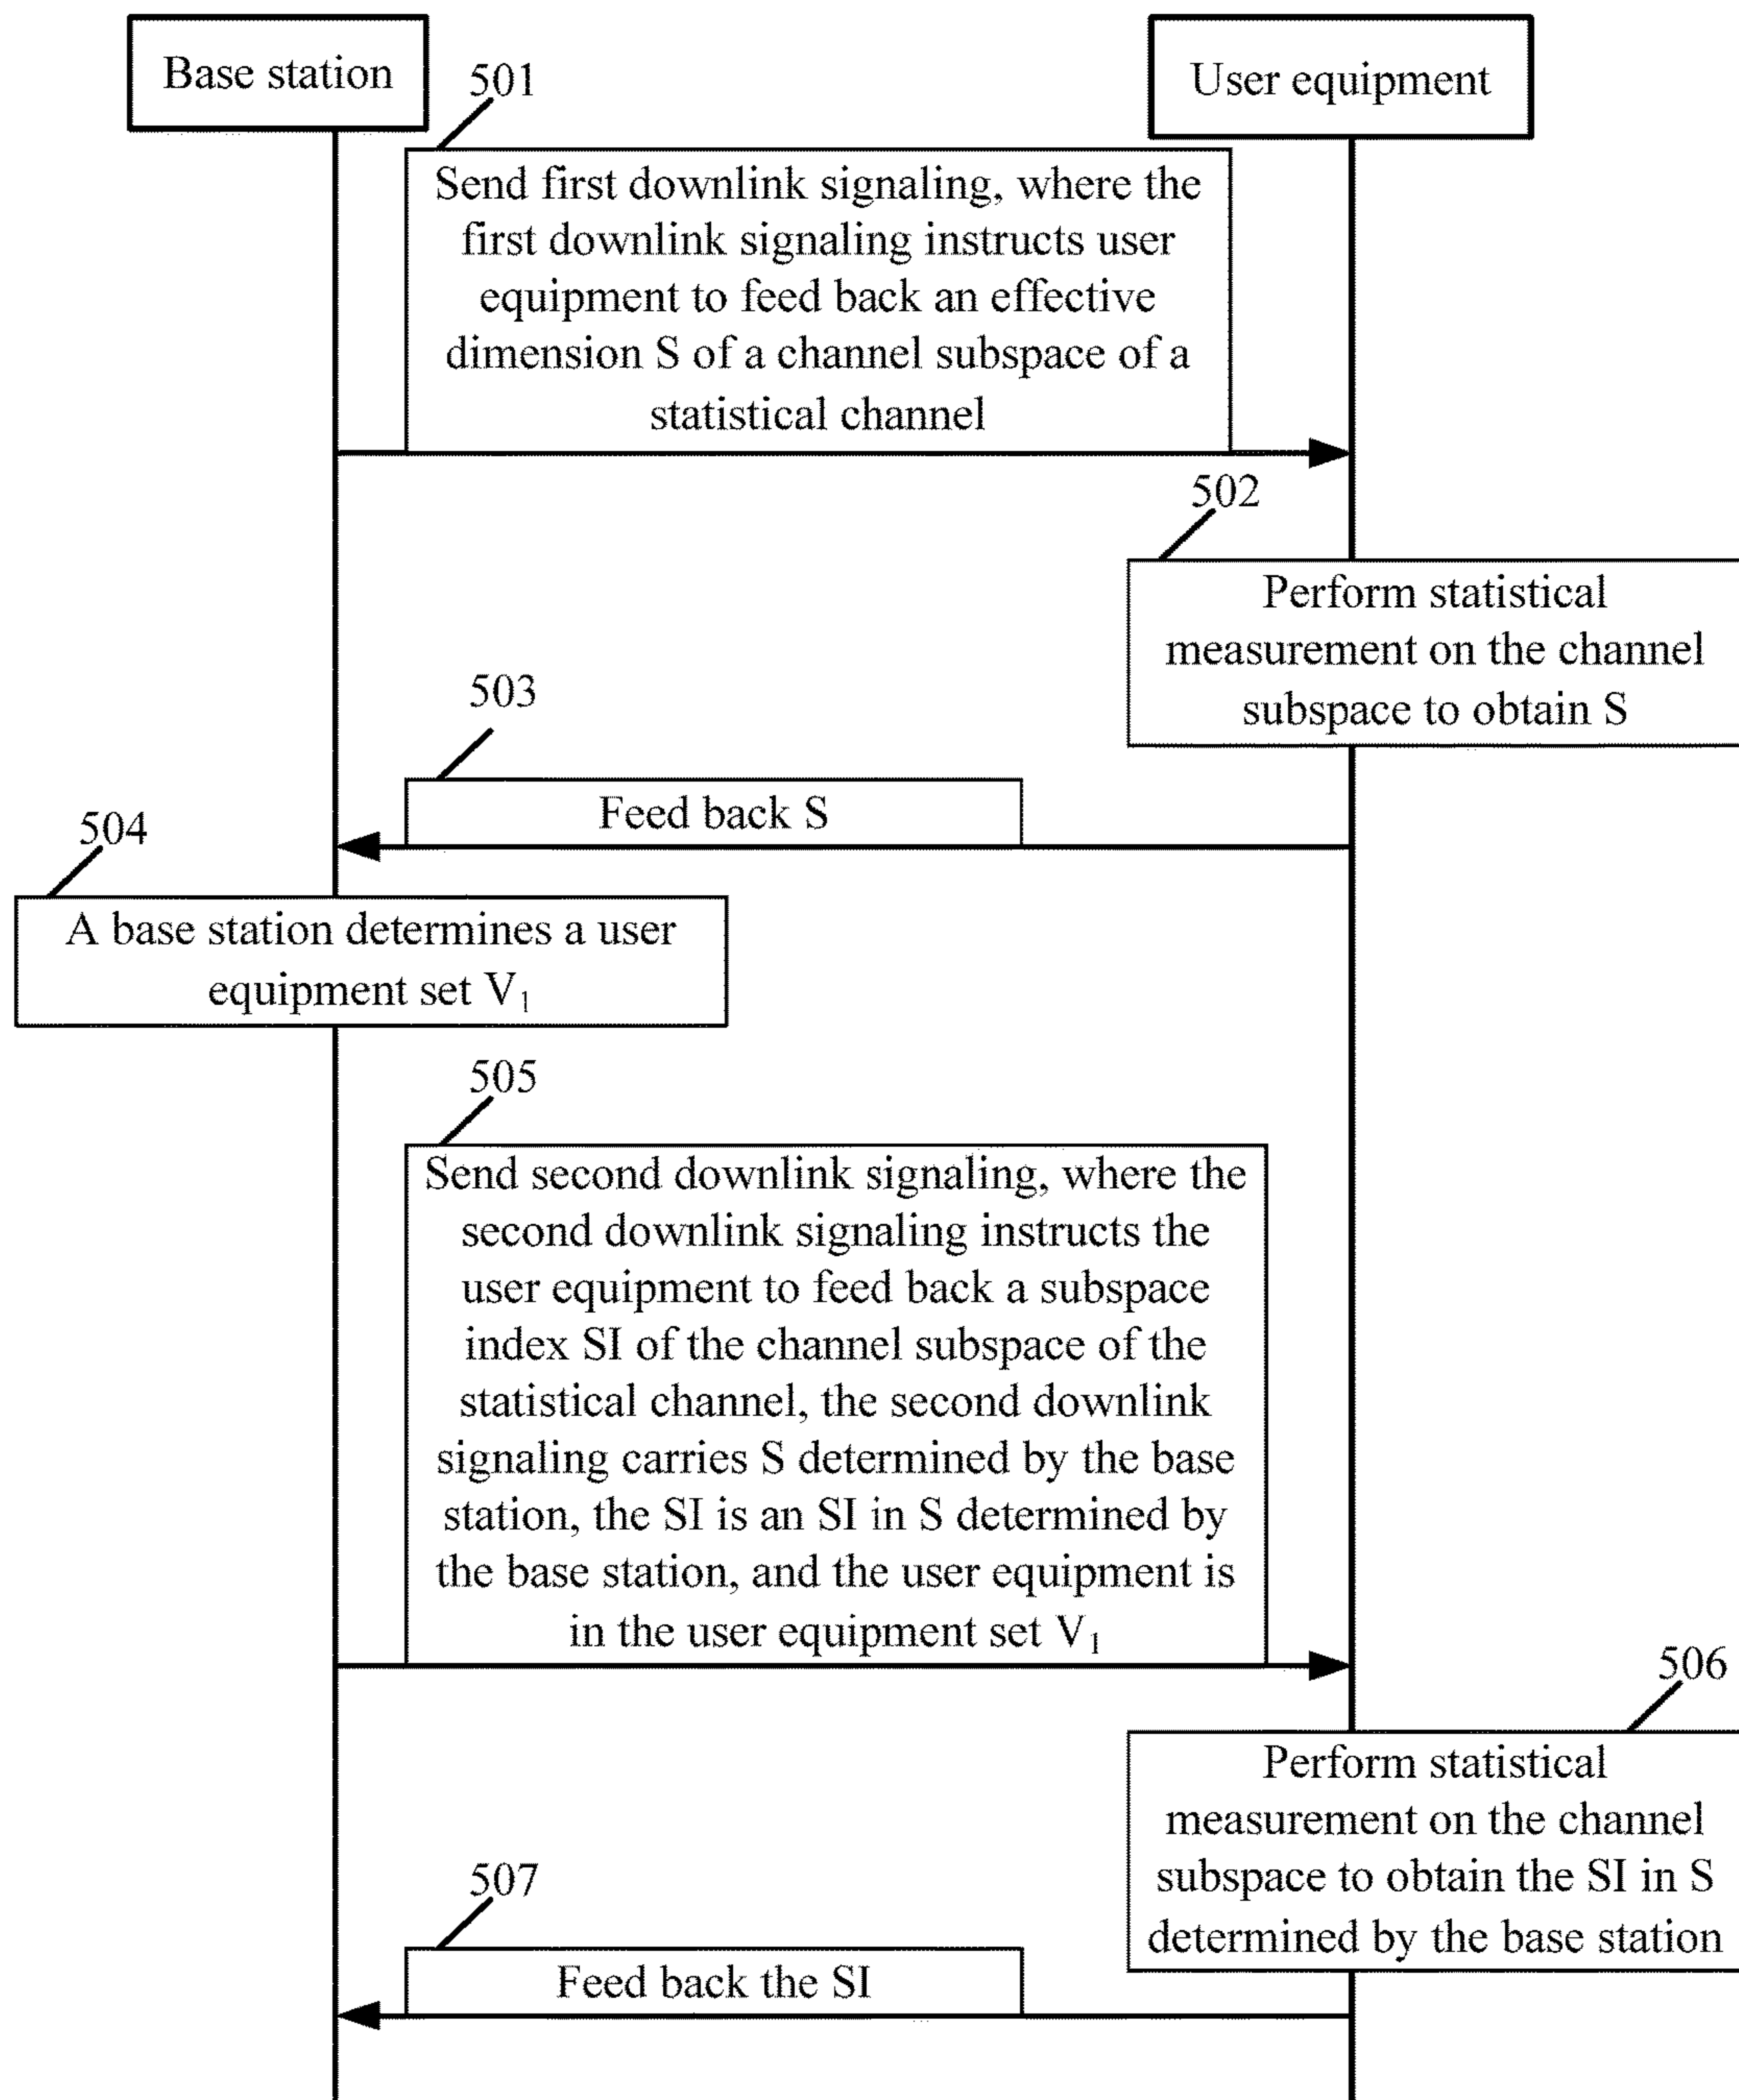 Base station
User equipment
501
Send first downlink signaling, where the
first downlink signaling instructs user
equipment to feed back an effective
dimension S of a channel subspace of a
statistical channel
502
Perform statistical
measurement on the channel
subspace to obtain S
503
Feed back S
504
A base station determines a user
equipment set V₁
505
Send second downlink signaling, where the
second downlink signaling instructs the
user equipment to feed back a subspace
index SI of the channel subspace of the
statistical channel, the second downlink
signaling carries S determined by the base
station, the SI is an SI in S determined by
the base station, and the user equipment is
in the user equipment set V₁
506
Perform statistical
measurement on the channel
subspace to obtain the SI in S
determined by the base station
507
Feed back the SI